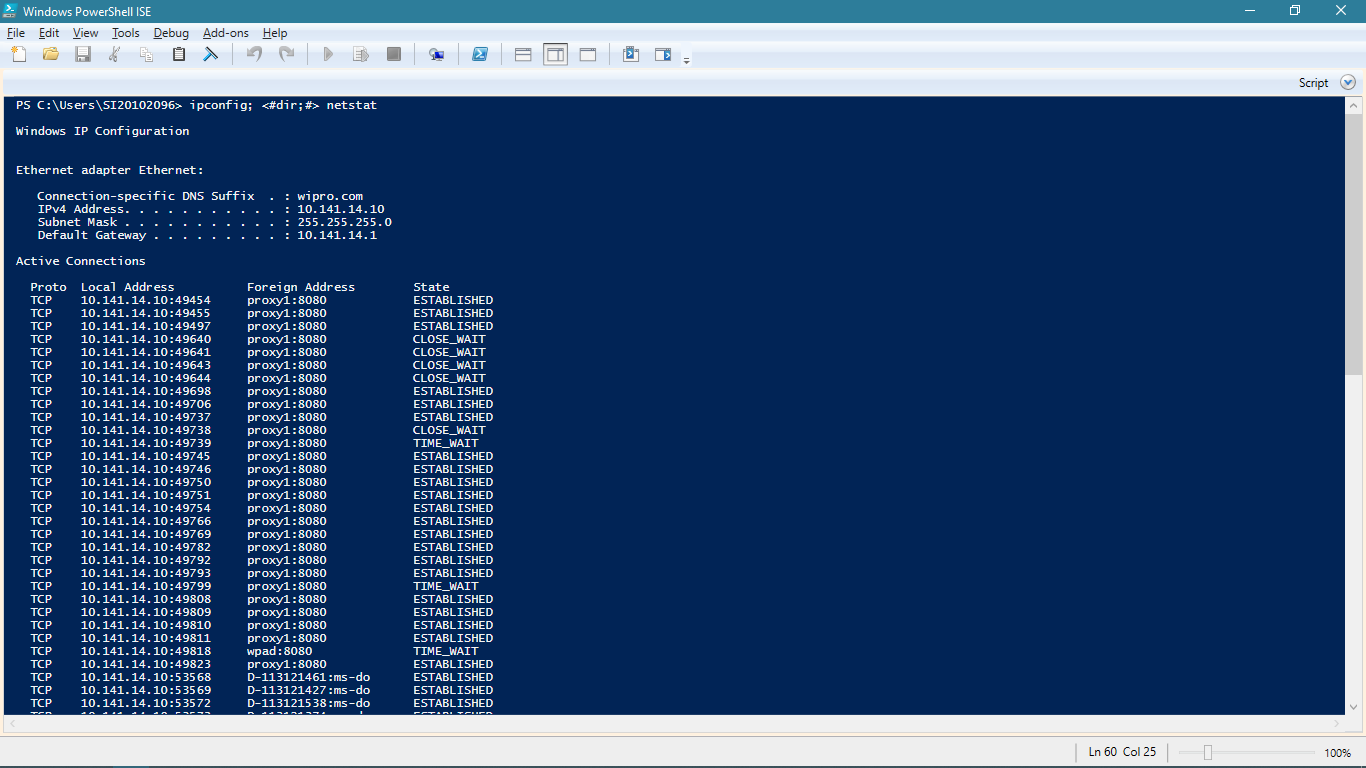 Windows PowerShell ISE
File Edit View Tools Debug Add-ons Help
Script
PS C:\Users\SI20102096> ipconfig; <#dir;#> netstat
Windows IP Configuration
Ethernet adapter Ethernet:
Connection-specific DNS Suffix . : wipro.com
IPv4 Address. . . . . . . . . . . : 10.141.14.10
Subnet Mask . . . . . . . . . . . : 255.255.255.0
Default Gateway . . . . . . . . . : 10.141.14.1
Active Connections
Proto Local Address Foreign Address State
TCP 10.141.14.10:49454 proxy1:8080 ESTABLISHED
TCP 10.141.14.10:49455 proxy1:8080 ESTABLISHED
TCP 10.141.14.10:49497 proxy1:8080 ESTABLISHED
TCP 10.141.14.10:49640 proxy1:8080 CLOSE_WAIT
TCP 10.141.14.10:49641 proxy1:8080 CLOSE_WAIT
TCP 10.141.14.10:49643 proxy1:8080 CLOSE_WAIT
TCP 10.141.14.10:49644 proxy1:8080 CLOSE_WAIT
TCP 10.141.14.10:49698 proxy1:8080 ESTABLISHED
TCP 10.141.14.10:49706 proxy1:8080 ESTABLISHED
TCP 10.141.14.10:49737 proxy1:8080 ESTABLISHED
TCP 10.141.14.10:49738 proxy1:8080 CLOSE_WAIT
TCP 10.141.14.10:49739 proxy1:8080 TIME_WAIT
TCP 10.141.14.10:49745 proxy1:8080 ESTABLISHED
TCP 10.141.14.10:49746 proxy1:8080 ESTABLISHED
TCP 10.141.14.10:49750 proxy1:8080 ESTABLISHED
TCP 10.141.14.10:49751 proxy1:8080 ESTABLISHED
TCP 10.141.14.10:49754 proxy1:8080 ESTABLISHED
TCP 10.141.14.10:49766 proxy1:8080 ESTABLISHED
TCP 10.141.14.10:49769 proxy1:8080 ESTABLISHED
TCP 10.141.14.10:49782 proxy1:8080 ESTABLISHED
TCP 10.141.14.10:49792 proxy1:8080 ESTABLISHED
TCP 10.141.14.10:49793 proxy1:8080 ESTABLISHED
TCP 10.141.14.10:49799 proxy1:8080 TIME_WAIT
TCP 10.141.14.10:49808 proxy1:8080 ESTABLISHED
TCP 10.141.14.10:49809 proxy1:8080 ESTABLISHED
TCP 10.141.14.10:49810 proxy1:8080 ESTABLISHED
TCP 10.141.14.10:49811 proxy1:8080 ESTABLISHED
TCP 10.141.14.10:49818 wpad:8080 TIME_WAIT
TCP 10.141.14.10:49823 proxy1:8080 ESTABLISHED
TCP 10.141.14.10:53568 D-113121461:ms-do ESTABLISHED
TCP 10.141.14.10:53569 D-113121427:ms-do ESTABLISHED
TCP 10.141.14.10:53572 D-113121538:ms-do ESTABLISHED
Ln 60 Col 25
100%